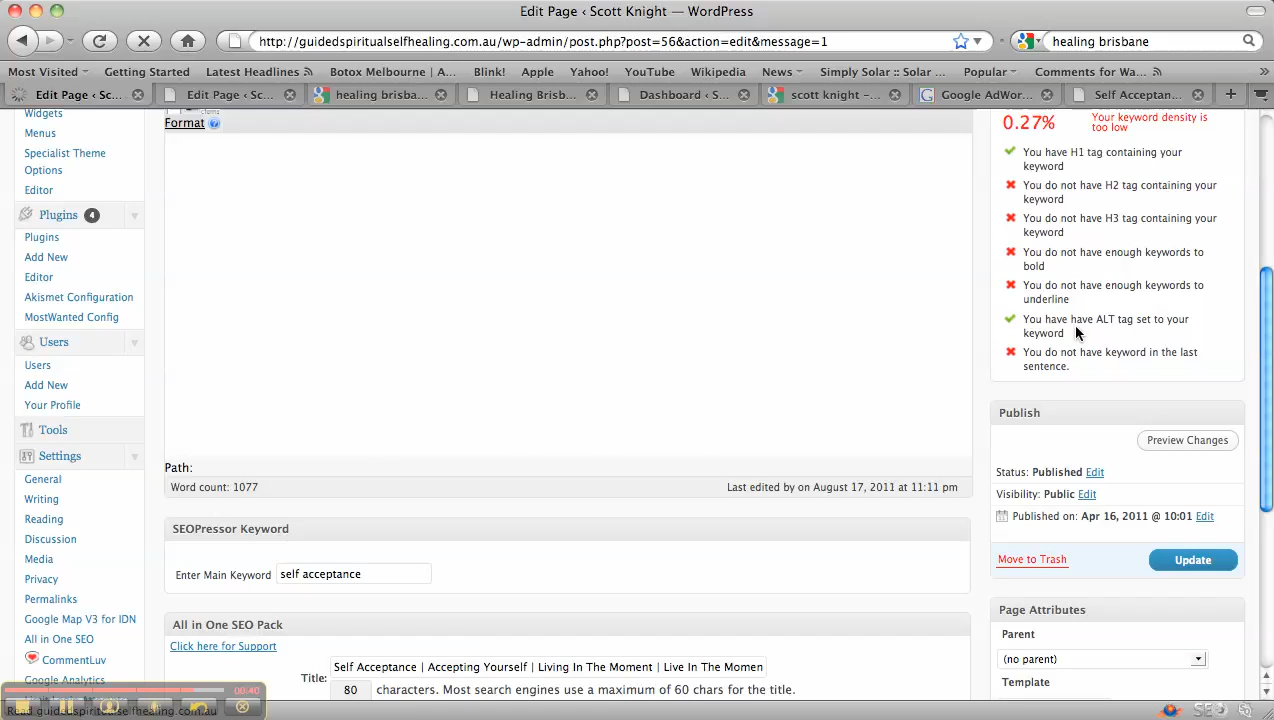 Edit Page ‹ Scott Knight — WordPress
http://guidedspiritualselfhealing.com.au/wp-admin/post.php?post=56&action=edit&message=1
healing brisbane
Most Visited
Getting Started
Latest Headlines
Botox Melbourne | A...
Blink!
Apple
Yahoo!
YouTube
Wikipedia
News
Simply Solar :: Solar ...
Popular
Comments for Wa...
Edit Page ‹ Sc...
Edit Page ‹ Sc...
healing brisba...
Healing Brisb...
Dashboard ‹ S...
scott knight -...
Google AdWor...
Self Acceptan...
Widgets
Menus
Specialist Theme
Options
Editor
Plugins 4
Plugins
Add New
Editor
Akismet Configuration
MostWanted Config
Users
Users
Add New
Your Profile
Tools
Settings
General
Writing
Reading
Discussion
Media
Privacy
Permalinks
Google Map V3 for IDN
All in One SEO
CommentLuv
Google Analytics
Read guidedspiritualselfhealing.com.au
00:40
Format
Path:
Word count: 1077
Last edited by on August 17, 2011 at 11:11 pm
SEOPressor Keyword
Enter Main Keyword
self acceptance
All in One SEO Pack
Click here for Support
Title:
Self Acceptance | Accepting Yourself | Living In The Moment | Live In The Momen
80 characters. Most search engines use a maximum of 60 chars for the title.
0.27%
Your keyword density is
too low
You have H1 tag containing your
keyword
You do not have H2 tag containing your
keyword
You do not have H3 tag containing your
keyword
You do not have enough keywords to
bold
You do not have enough keywords to
underline
You have have ALT tag set to your
keyword
You do not have keyword in the last
sentence.
Publish
Preview Changes
Status: Published Edit
Visibility: Public Edit
Published on: Apr 16, 2011 @ 10:01 Edit
Move to Trash
Update
Page Attributes
Parent
(no parent)
Template